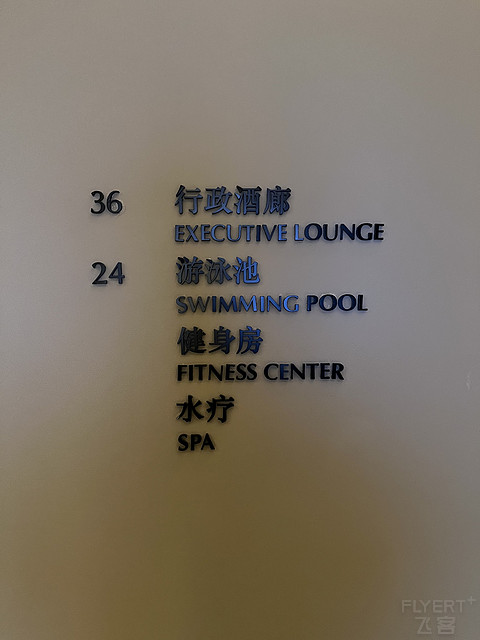 36 行政酒廊
EXECUTIVE LOUNGE
24 游泳池
SWIMMING POOL
健身房
FITNESS CENTER
水疗
SPA
FLYERT+
飞客